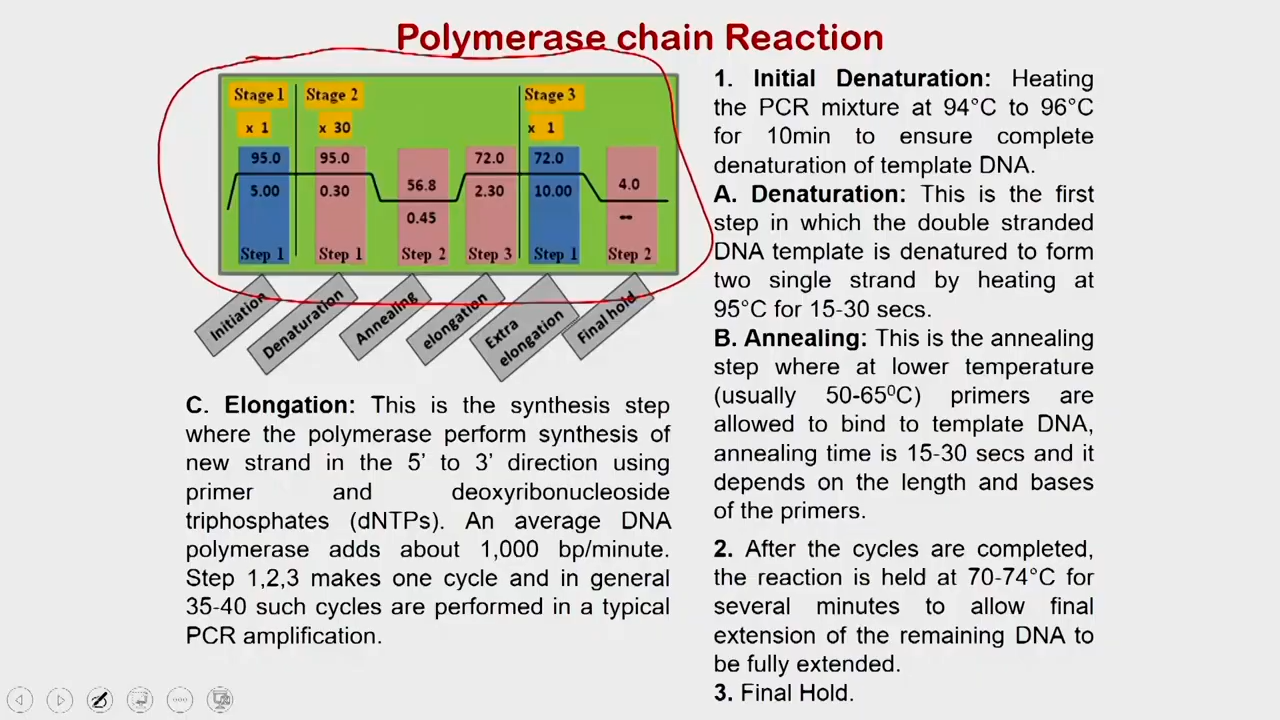 Polymerase chain Reaction
Stage 1 Stage 2 Stage 3
x 1 x 30 x 1
95.0 95.0 72.0 72.0
56.8 4.0
5.00 0.30 2.30 10.00
0.45 ∞
Step 1 Step 1 Step 2 Step 3 Step 1 Step 2
Initiation
Denaturation
Annealing
elongation
Extra
elongation
Final hold
C. Elongation: This is the synthesis step
where the polymerase perform synthesis of
new strand in the 5’ to 3’ direction using
primer and deoxyribonucleoside
triphosphates (dNTPs). An average DNA
polymerase adds about 1,000 bp/minute.
Step 1,2,3 makes one cycle and in general
35-40 such cycles are performed in a typical
PCR amplification.
1. Initial Denaturation: Heating
the PCR mixture at 94°C to 96°C
for 10min to ensure complete
denaturation of template DNA.
A. Denaturation: This is the first
step in which the double stranded
DNA template is denatured to form
two single strand by heating at
95°C for 15-30 secs.
B. Annealing: This is the annealing
step where at lower temperature
(usually 50-65⁰C) primers are
allowed to bind to template DNA,
annealing time is 15-30 secs and it
depends on the length and bases
of the primers.
2. After the cycles are completed,
the reaction is held at 70-74°C for
several minutes to allow final
extension of the remaining DNA to
be fully extended.
3. Final Hold.